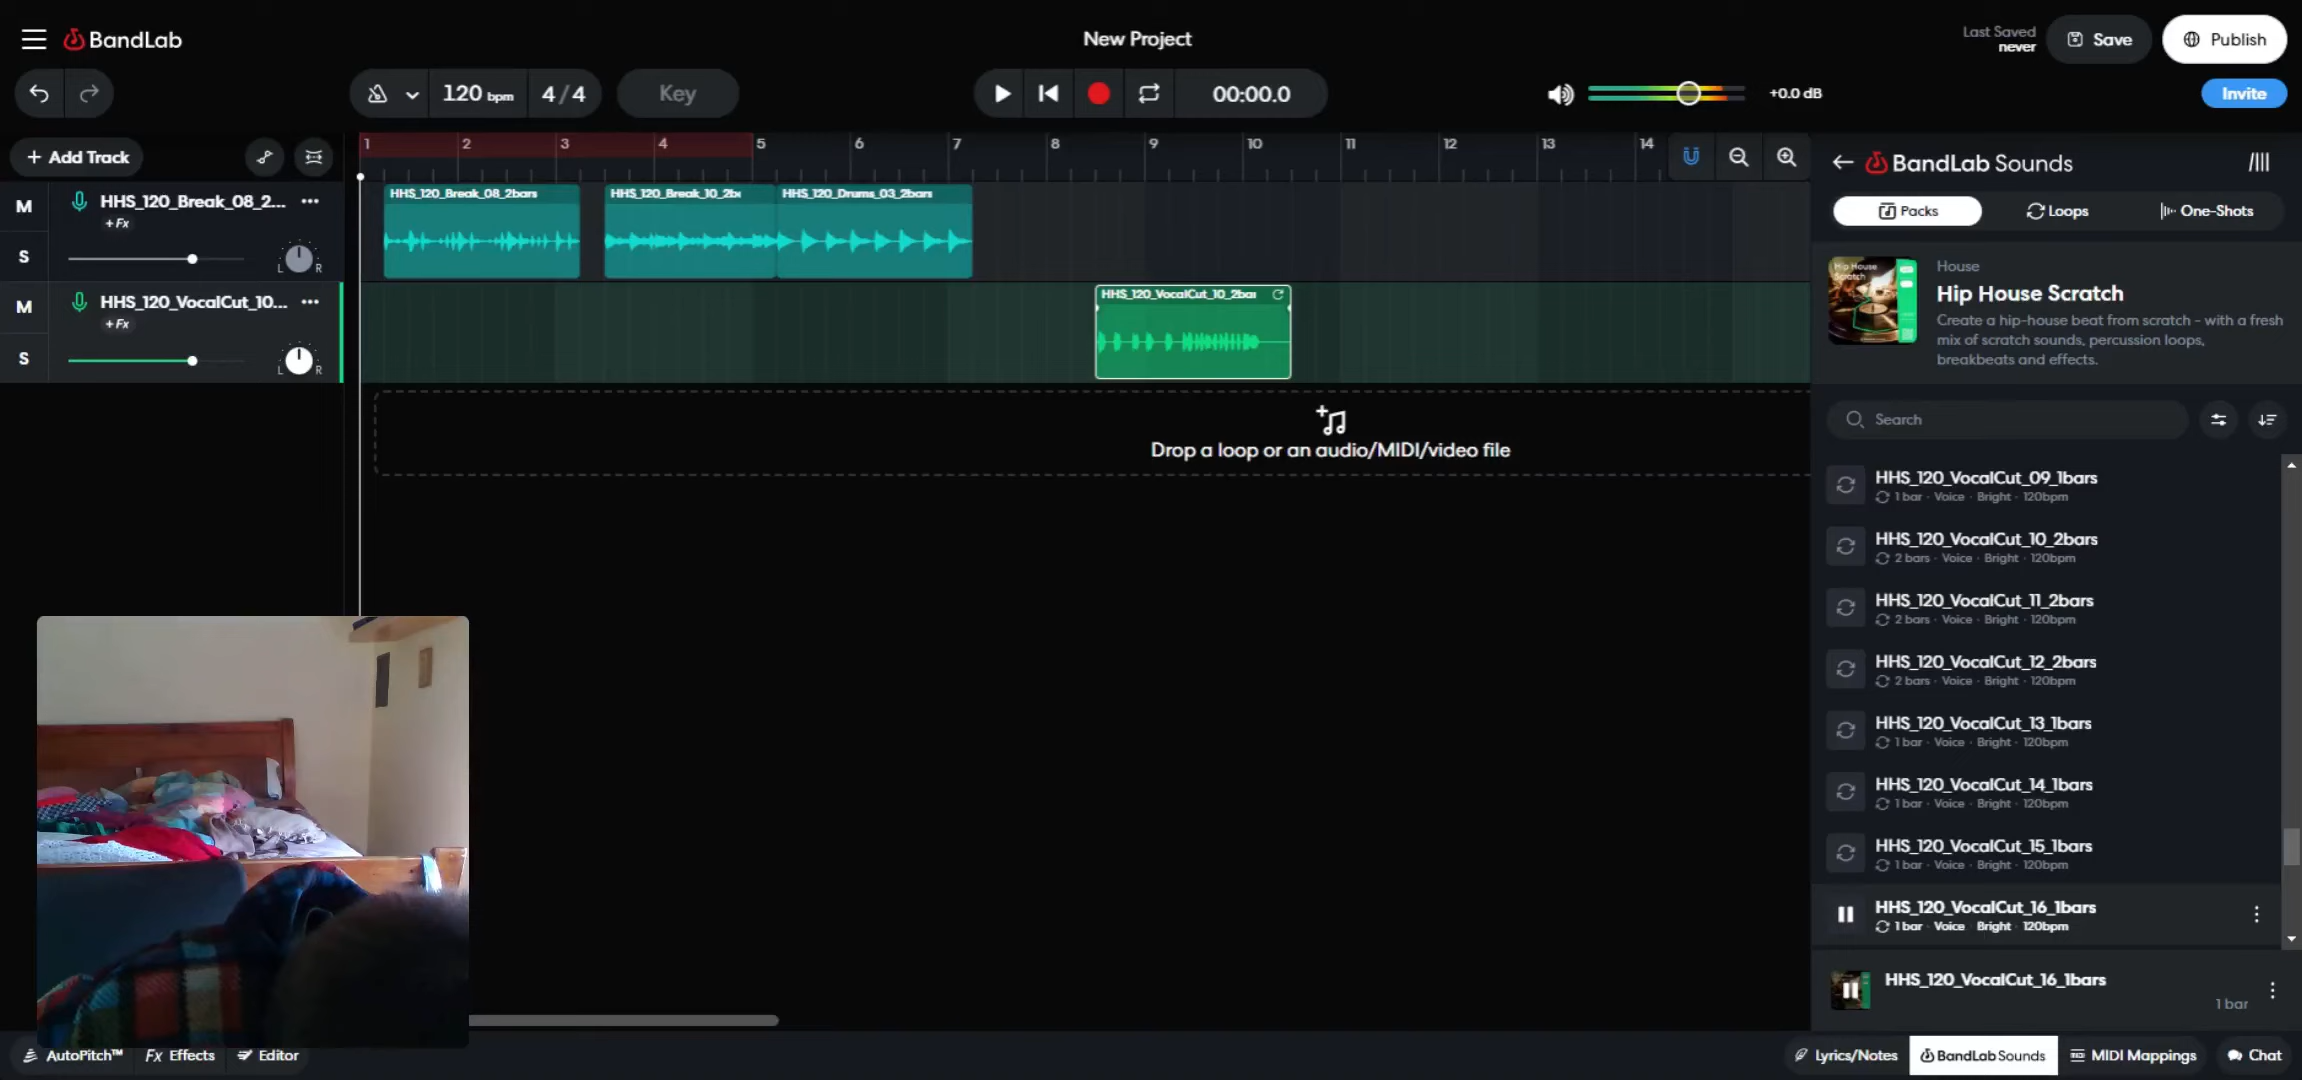 BandLab
New Project
Last Saved
never
Save
Publish
120 bpm
4/4
Key
00:00.0
+0.0 dB
Invite
+ Add Track
1 2 3 4 5 6 7 8 9 10 11 12 13 14
BandLab Sounds
M
HHS_120_Break_08_2...
+Fx
S
L R
HHS_120_Break_08_2bars
HHS_120_Break_10_2b
HHS_120_Drums_03_2bars
M
HHS_120_VocalCut_10...
+Fx
S
L R
HHS_120_VocalCut_10_2bar
Drop a loop or an audio/MIDI/video file
Packs
Loops
One-Shots
Hip House
Scratch
House
Hip House Scratch
Create a hip-house beat from scratch - with a fresh
mix of scratch sounds, percussion loops,
breakbeats and effects.
Search
HHS_120_VocalCut_09_1bars
1 bar · Voice · Bright · 120bpm
HHS_120_VocalCut_10_2bars
2 bars · Voice · Bright · 120bpm
HHS_120_VocalCut_11_2bars
2 bars · Voice · Bright · 120bpm
HHS_120_VocalCut_12_2bars
2 bars · Voice · Bright · 120bpm
HHS_120_VocalCut_13_1bars
1 bar · Voice · Bright · 120bpm
HHS_120_VocalCut_14_1bars
1 bar · Voice · Bright · 120bpm
HHS_120_VocalCut_15_1bars
1 bar · Voice · Bright · 120bpm
HHS_120_VocalCut_16_1bars
1 bar · Voice · Bright · 120bpm
HHS_120_VocalCut_16_1bars
1 bar
AutoPitch™
Fx Effects
Editor
Lyrics/Notes
BandLab Sounds
MIDI Mappings
Chat